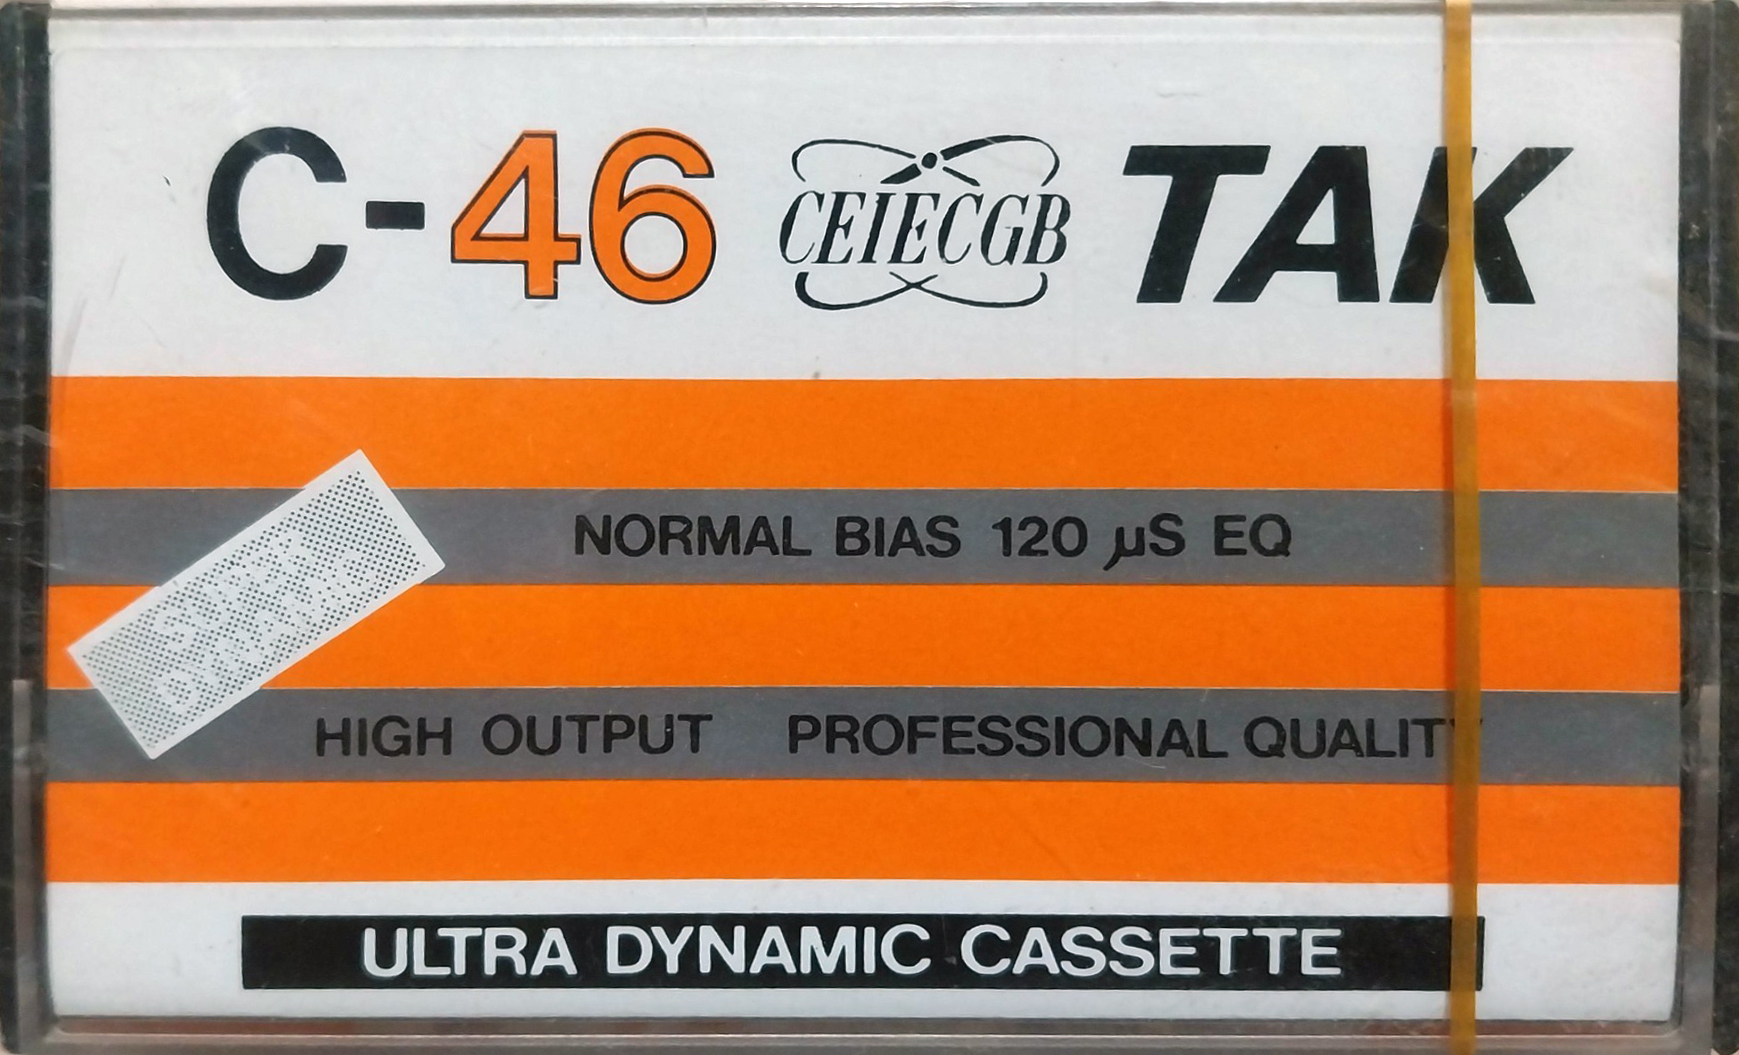 C-46 CEIECGB TAK
NORMAL BIAS 120 µS EQ
HIGH OUTPUT PROFESSIONAL QUALITY
ULTRA DYNAMIC CASSETTE